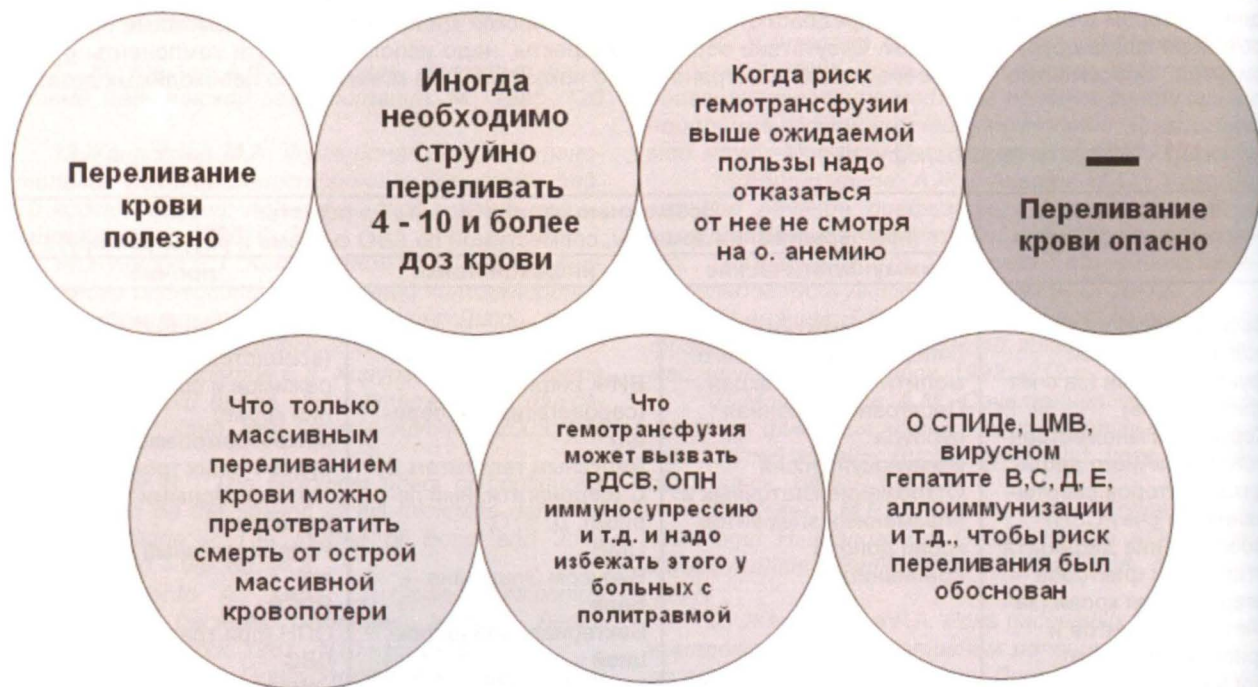 Переливание
крови
полезно
Иногда
необходимо
струйно
переливать
4 - 10 и более
доз крови
Когда риск
гемотрансфузии
выше ожидаемой
пользы надо
отказаться
от нее не смотря
на о. анемию
—
Переливание
крови опасно
Что только
массивным
переливанием
крови можно
предотвратить
смерть от острой
массивной
кровопотери
Что
гемотрансфузия
может вызвать
РДСВ, ОПН
иммуносупрессию
и т.д. и надо
избежать этого у
больных с
политравмой
О СПИДе, ЦМВ,
вирусном
гепатите В,С, Д, Е,
аллоиммунизации
и т.д., чтобы риск
переливания был
обоснован